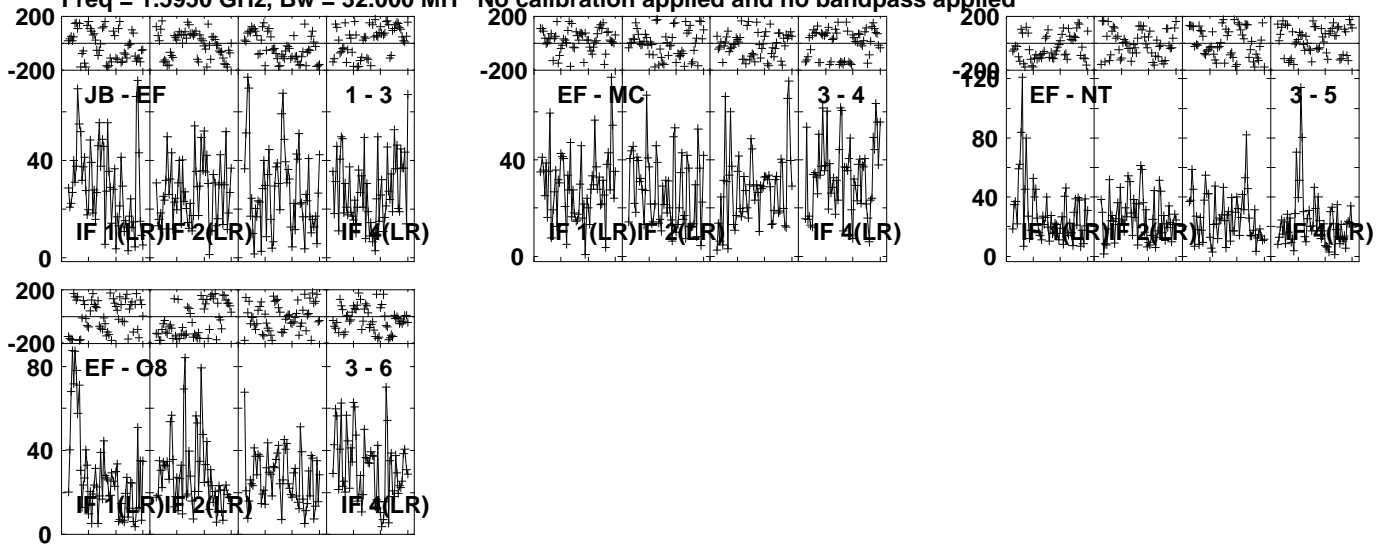 Freq = 1.5950 GHz, Bw = 32.000 MH No calibration applied and no bandpass applied
200
-200
JB - EF
1 - 3
40
IF 1(LR)
IF 2(LR)
IF 4(LR)
0
200
-200
EF - MC
3 - 4
40
IF 1(LR)
IF 2(LR)
IF 4(LR)
0
200
-200
120
EF - NT
3 - 5
80
40
IF 1(LR)
IF 2(LR)
IF 4(LR)
0
200
-200
80
EF - O8
3 - 6
40
IF 1(LR)
IF 2(LR)
IF 4(LR)
0